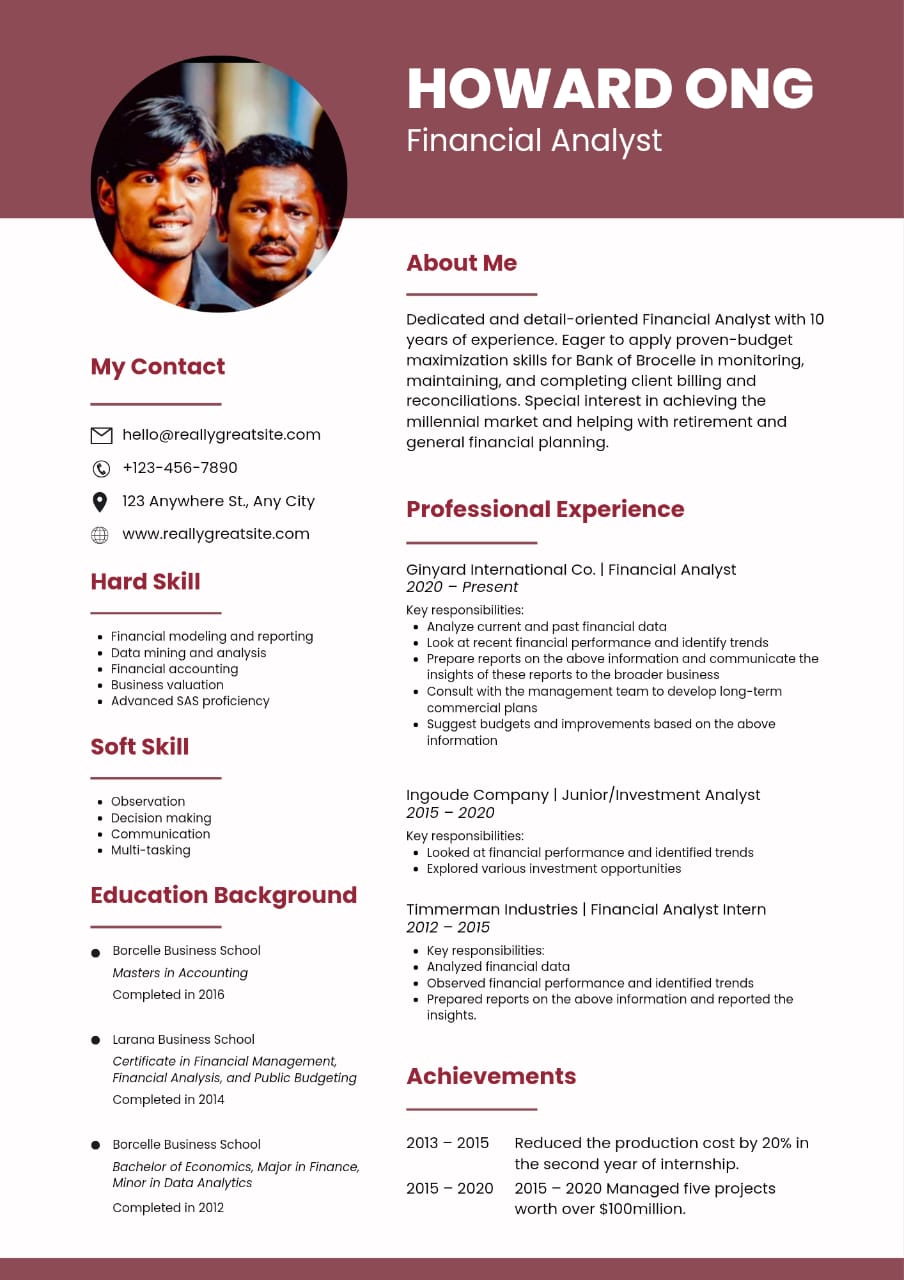 HOWARD ONG
Financial Analyst
My Contact
hello@reallygreatsite.com
+123-456-7890
123 Anywhere St., Any City
www.reallygreatsite.com
Hard Skill
• Financial modeling and reporting
• Data mining and analysis
• Financial accounting
• Business valuation
• Advanced SAS proficiency
Soft Skill
• Observation
• Decision making
• Communication
• Multi-tasking
Education Background
• Borcelle Business School
Masters in Accounting
Completed in 2016
• Larana Business School
Certificate in Financial Management,
Financial Analysis, and Public Budgeting
Completed in 2014
• Borcelle Business School
Bachelor of Economics, Major in Finance,
Minor in Data Analytics
Completed in 2012
About Me
Dedicated and detail-oriented Financial Analyst with 10
years of experience. Eager to apply proven-budget
maximization skills for Bank of Brocelle in monitoring,
maintaining, and completing client billing and
reconciliations. Special interest in achieving the
millennial market and helping with retirement and
general financial planning.
Professional Experience
Ginyard International Co. | Financial Analyst
2020 – Present
Key responsibilities:
• Analyze current and past financial data
• Look at recent financial performance and identify trends
• Prepare reports on the above information and communicate the
insights of these reports to the broader business
• Consult with the management team to develop long-term
commercial plans
• Suggest budgets and improvements based on the above
information
Ingoude Company | Junior/Investment Analyst
2015 – 2020
Key responsibilities:
• Looked at financial performance and identified trends
• Explored various investment opportunities
Timmerman Industries | Financial Analyst Intern
2012 – 2015
• Key responsibilities:
• Analyzed financial data
• Observed financial performance and identified trends
• Prepared reports on the above information and reported the
insights.
Achievements
2013 – 2015 Reduced the production cost by 20% in
the second year of internship.
2015 – 2020 2015 – 2020 Managed five projects
worth over $100million.